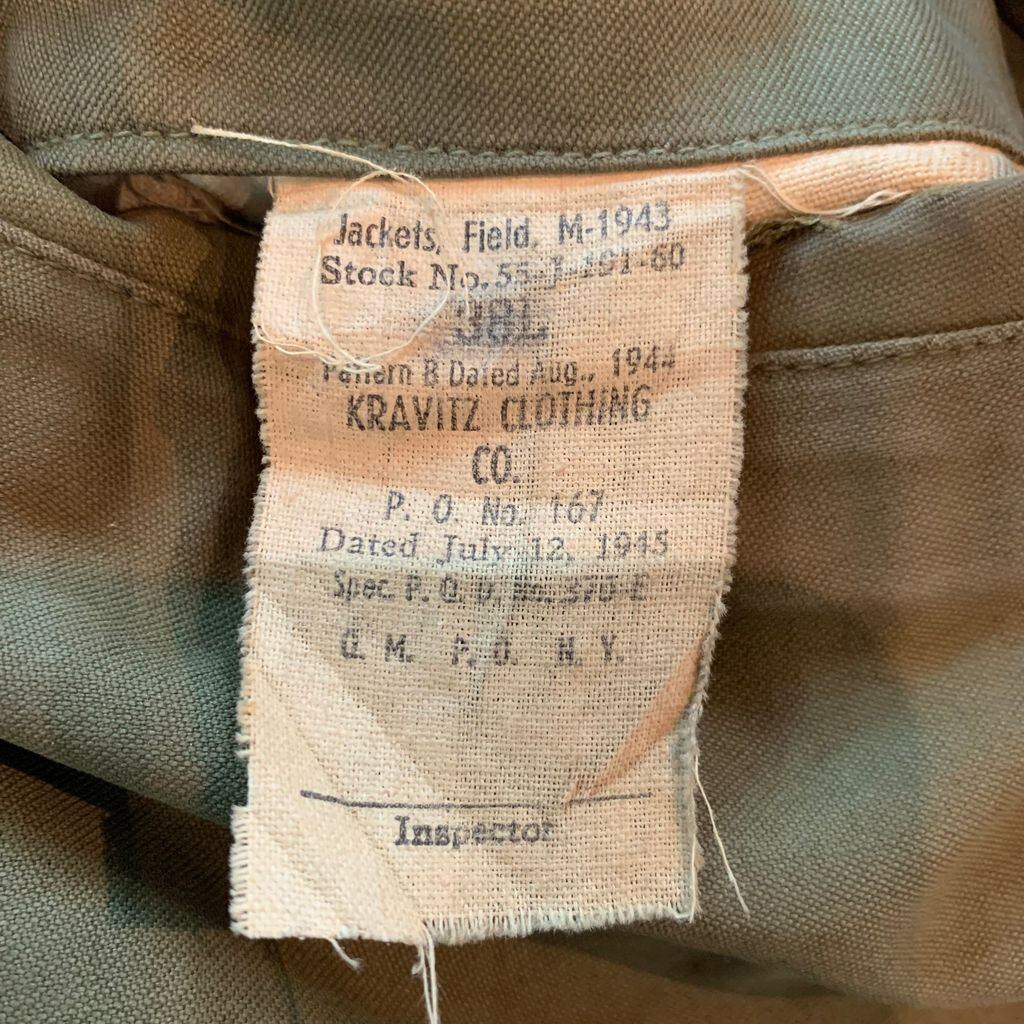 Jackets, Field, M-1943
Stock No. 55-J-191-60
38L
Pattern B Dated Aug., 1944
KRAVITZ CLOTHING
CO.
P. O. No. 167
Dated July 12, 1945
Spec. P. Q. D.
Q. M. P. O. N. Y.
Inspector